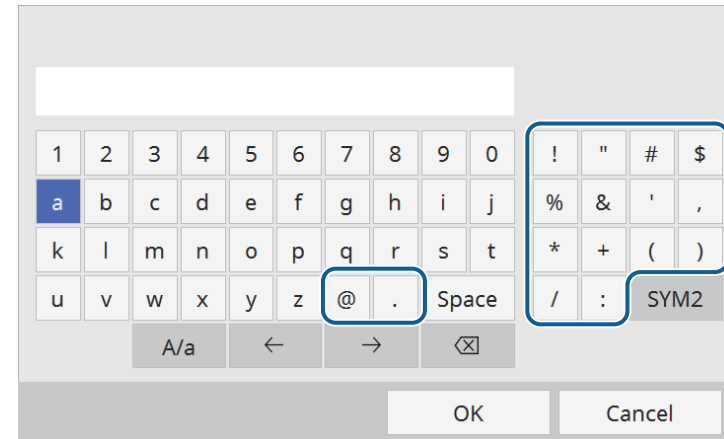 1 2 3 4 5 6 7 8 9 0 ! " # $
a b c d e f g h i j % & ' ,
k l m n o p q r s t * + ( )
u v w x y z @ . Space / : SYM2
A/a ← → ⌫
OK Cancel